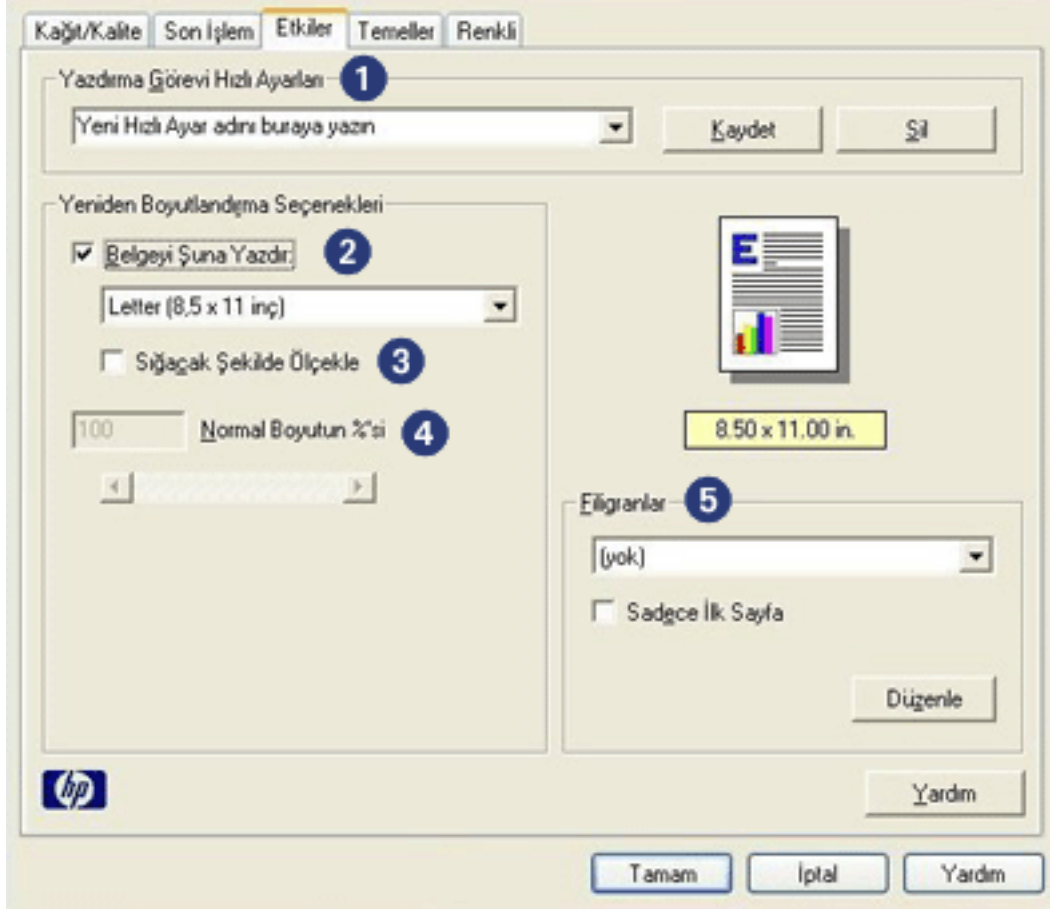 Kağıt/Kalite Son İşlem Etkiler Temeller Renkli
Yazdırma Görevi Hızlı Ayarları 1
Yeni Hızlı Ayar adını buraya yazın Kaydet Sil
Yeniden Boyutlandırma Seçenekleri
Belgeyi Şuna Yazdır: 2
Letter (8,5 x 11 inç)
Sığacak Şekilde Ölçekle 3
100 Normal Boyutun %'si 4
E
8.50 x 11.00 in.
Filigranlar 5
(yok)
Sadece İlk Sayfa
Düzenle
hp
Yardım
Tamam İptal Yardım